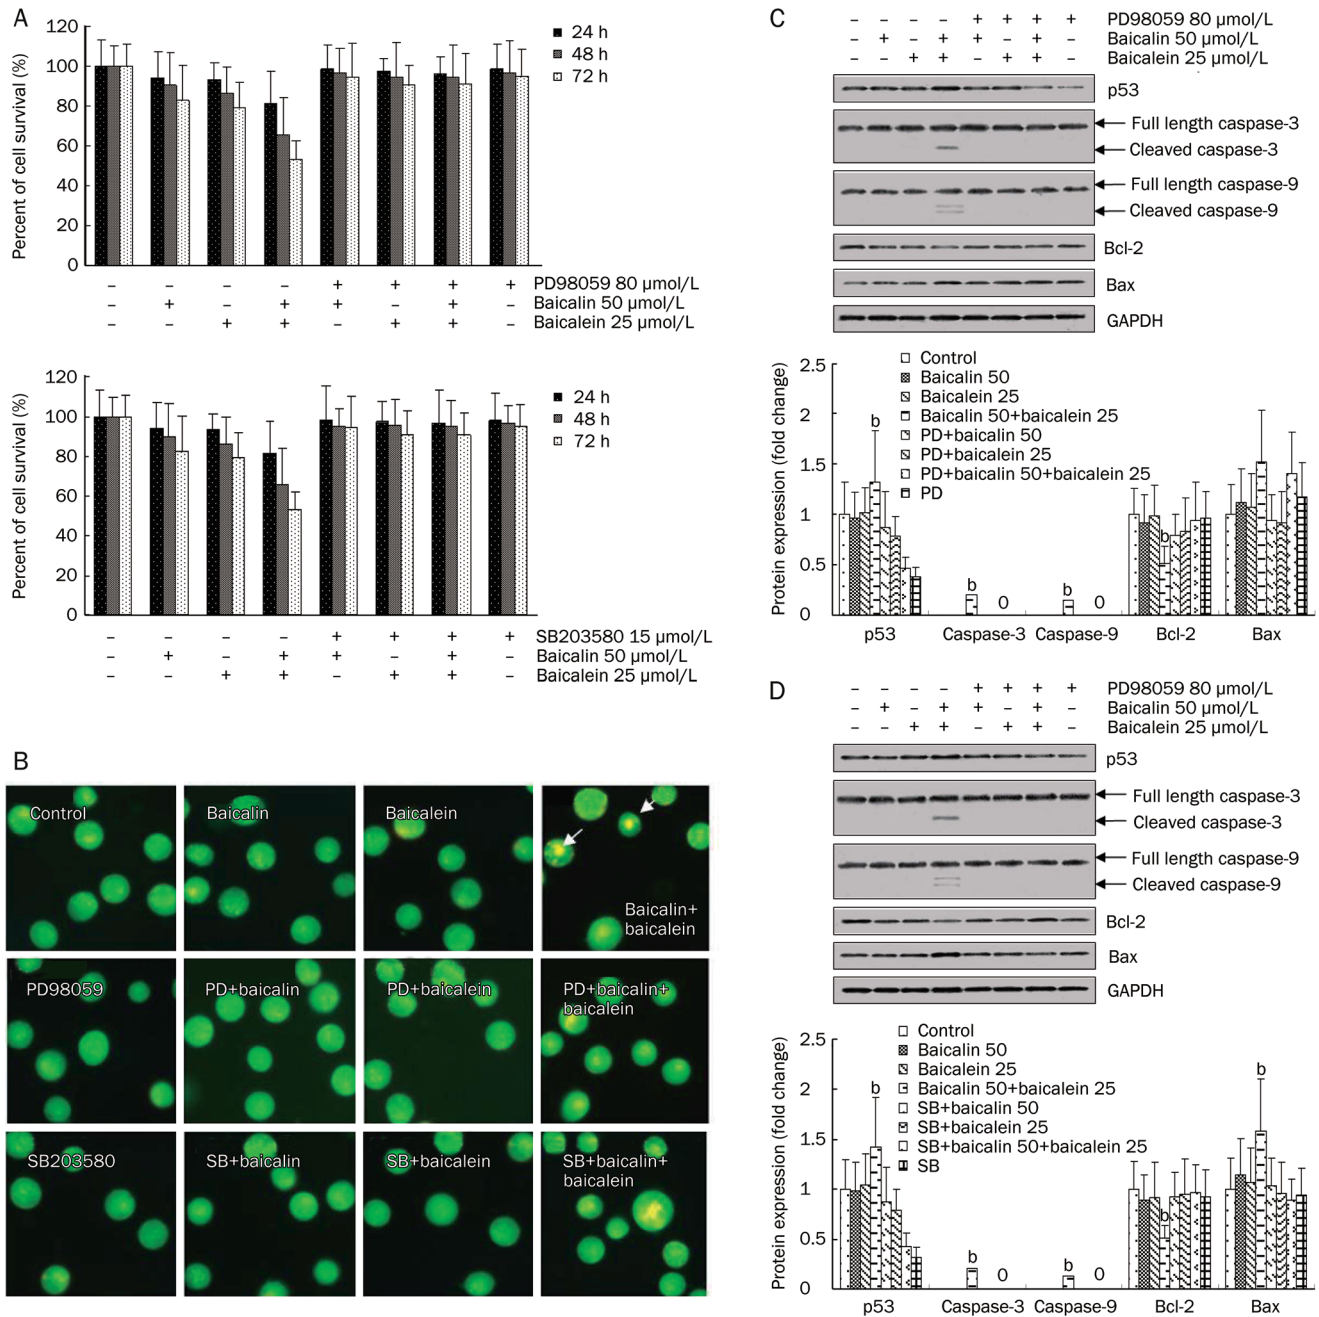 A
120
100
80
60
40
20
0
Percent of cell survival (%)
24 h
48 h
72 h
– – – – + + + + PD98059 80 µmol/L
– + – + + – + – Baicalin 50 µmol/L
– – + + – + + – Baicalein 25 µmol/L
120
100
80
60
40
20
0
Percent of cell survival (%)
24 h
48 h
72 h
– – – – + + + + SB203580 15 µmol/L
– + – + + – + – Baicalin 50 µmol/L
– – + + – + + – Baicalein 25 µmol/L
B
Control
Baicalin
Baicalein
Baicalin+
baicalein
PD98059
PD+baicalin
PD+baicalein
PD+baicalin+
baicalein
SB203580
SB+baicalin
SB+baicalein
SB+baicalin+
baicalein
C
– – – – + + + + PD98059 80 µmol/L
– + – + + – + – Baicalin 50 µmol/L
– – + + – + + – Baicalein 25 µmol/L
p53
Full length caspase-3
Cleaved caspase-3
Full length caspase-9
Cleaved caspase-9
Bcl-2
Bax
GAPDH
2.5
2
1.5
1
0.5
0
Protein expression (fold change)
Control
Baicalin 50
Baicalein 25
Baicalin 50+baicalein 25
PD+baicalin 50
PD+baicalein 25
PD+baicalin 50+baicalein 25
PD
b
b
0
b
0
b
p53 Caspase-3 Caspase-9 Bcl-2 Bax
D
– – – – + + + + PD98059 80 µmol/L
– + – + + – + – Baicalin 50 µmol/L
– – + + – + + – Baicalein 25 µmol/L
p53
Full length caspase-3
Cleaved caspase-3
Full length caspase-9
Cleaved caspase-9
Bcl-2
Bax
GAPDH
2.5
2
1.5
1
0.5
0
Protein expression (fold change)
Control
Baicalin 50
Baicalein 25
Baicalin 50+baicalein 25
SB+baicalin 50
SB+baicalein 25
SB+baicalin 50+baicalein 25
SB
b
b
0
b
0
b
b
p53 Caspase-3 Caspase-9 Bcl-2 Bax